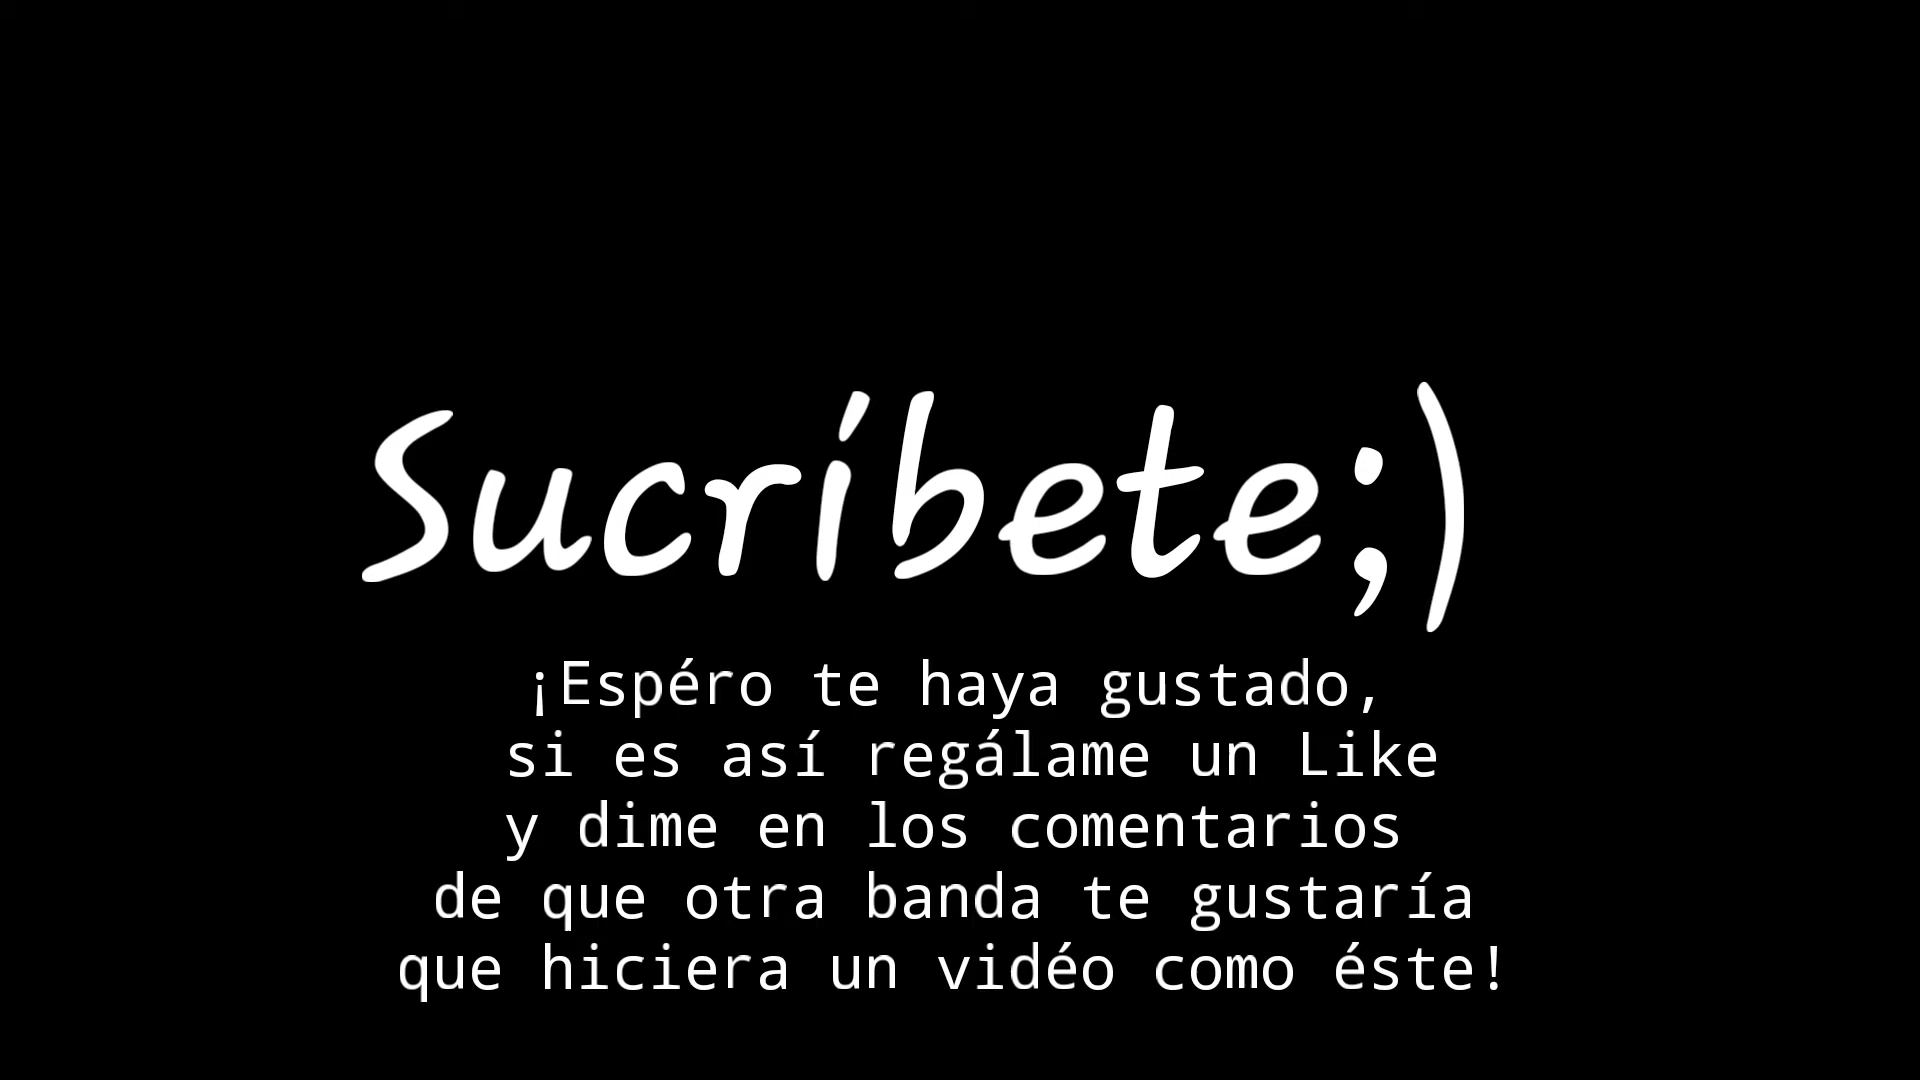 Sucríbete;)
¡Espéro te haya gustado,
si es así regálame un Like
y dime en los comentarios
de que otra banda te gustaría
que hiciera un vidéo como éste!